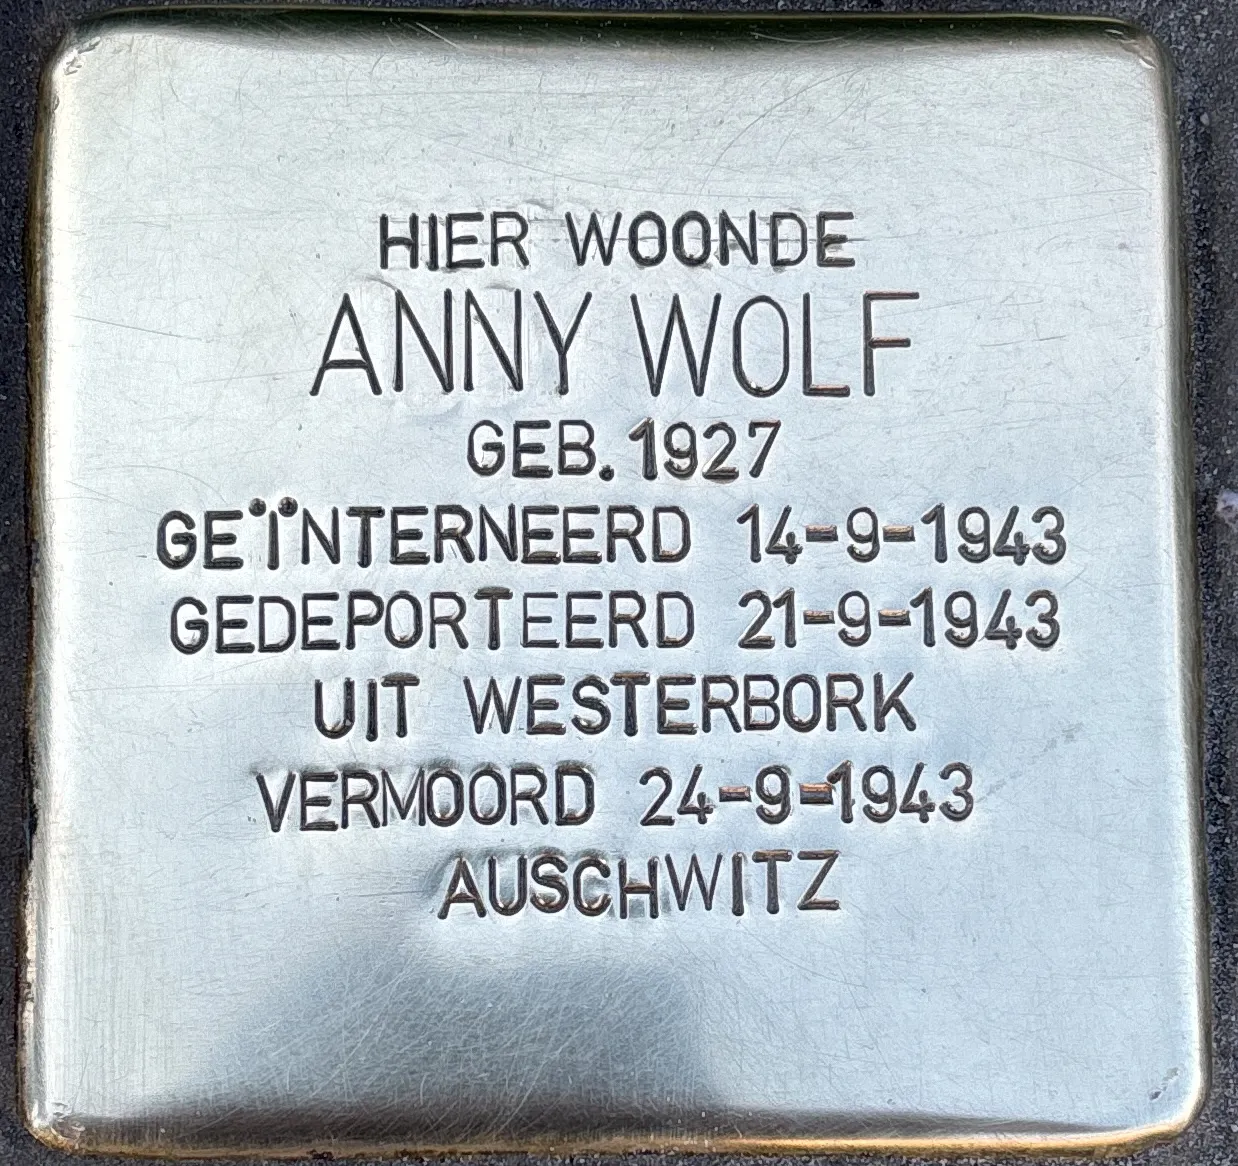 HIER WOONDE
ANNY WOLF
GEB. 1927
GEÏNTERNEERD 14-9-1943
GEDEPORTEERD 21-9-1943
UIT WESTERBORK
VERMOORD 24-9-1943
AUSCHWITZ